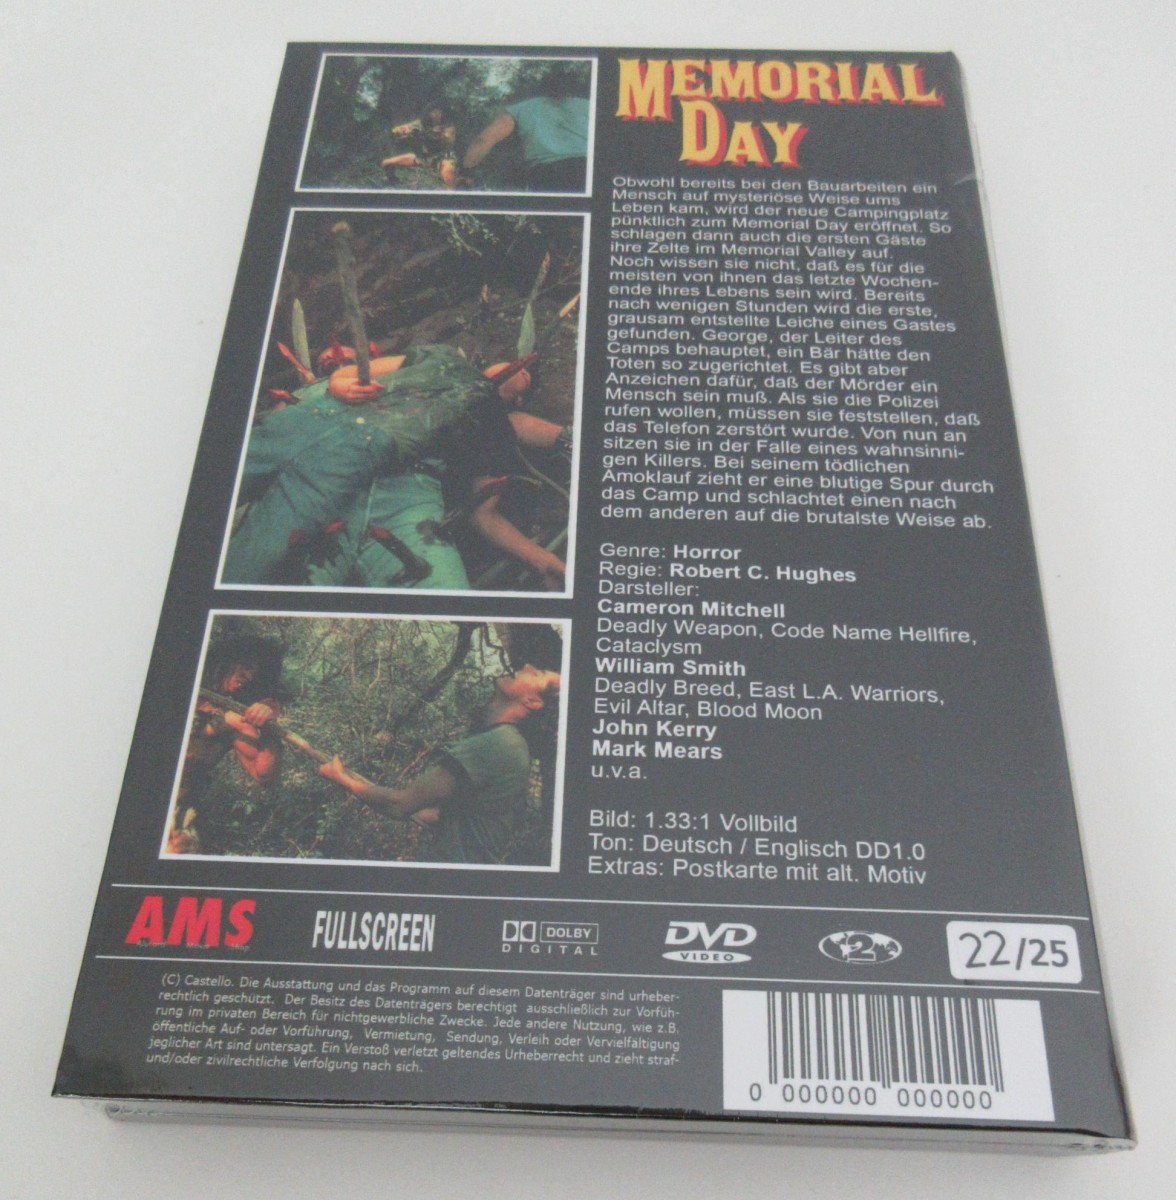 MEMORIAL
DAY
Obwohl bereits bei den Bauarbeiten ein
Mensch auf mysteriöse Weise ums
Leben kam, wird der neue Campingplatz
pünktlich zum Memorial Day eröffnet. So
schlagen dann auch die ersten Gäste
ihre Zelte im Memorial Valley auf.
Noch wissen sie nicht, daß es für die
meisten von ihnen das letzte Wochen-
ende ihres Lebens sein wird. Bereits
nach wenigen Stunden wird die erste,
grausam entstellte Leiche eines Gastes
gefunden. George, der Leiter des
Camps behauptet, ein Bär hätte den
Toten so zugerichtet. Es gibt aber
Anzeichen dafür, daß der Mörder ein
Mensch sein muß. Als sie die Polizei
rufen wollen, müssen sie feststellen, daß
das Telefon zerstört wurde. Von nun an
sitzen sie in der Falle eines wahnsinni-
gen Killers. Bei seinem tödlichen
Amoklauf zieht er eine blutige Spur durch
das Camp und schlachtet einen nach
dem anderen auf die brutalste Weise ab.
Genre: Horror
Regie: Robert C. Hughes
Darsteller:
Cameron Mitchell
Deadly Weapon, Code Name Hellfire,
Cataclysm
William Smith
Deadly Breed, East L.A. Warriors,
Evil Altar, Blood Moon
John Kerry
Mark Mears
u.v.a.
Bild: 1.33:1 Vollbild
Ton: Deutsch / Englisch DD1.0
Extras: Postkarte mit alt. Motiv
AMS
FULLSCREEN
DOLBY
DIGITAL
DVD
VIDEO
2
22/25
(C) Castello. Die Ausstattung und das Programm auf diesem Datenträger sind urheber-
rechtlich geschützt. Der Besitz des Datenträgers berechtigt ausschließlich zur Vorfüh-
rung im privaten Bereich für nichtgewerbliche Zwecke. Jede andere Nutzung, wie z.B.
öffentliche Auf- oder Vorführung, Vermietung, Sendung, Verleih oder Vervielfältigung
jeglicher Art sind untersagt. Ein Verstoß verletzt geltendes Urheberrecht und zieht straf-
und/oder zivilrechtliche Verfolgung nach sich.
0 000000 000000